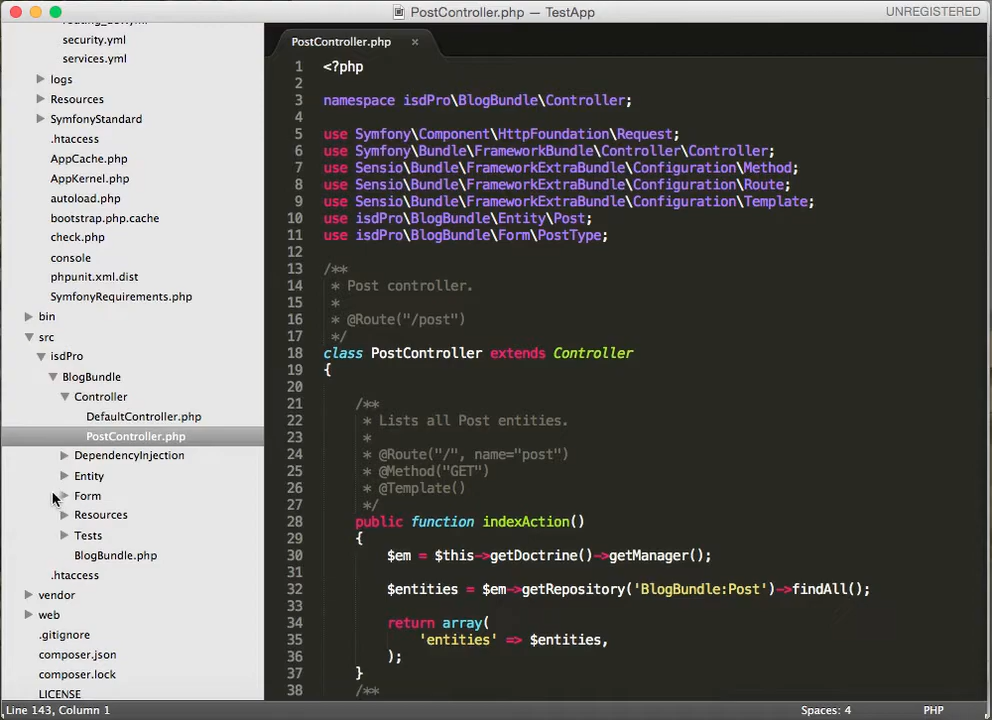 PostController.php — TestApp
UNREGISTERED
security.yml
services.yml
logs
Resources
SymfonyStandard
.htaccess
AppCache.php
AppKernel.php
autoload.php
bootstrap.php.cache
check.php
console
phpunit.xml.dist
SymfonyRequirements.php
bin
src
isdPro
BlogBundle
Controller
DefaultController.php
PostController.php
DependencyInjection
Entity
Form
Resources
Tests
BlogBundle.php
.htaccess
vendor
web
.gitignore
composer.json
composer.lock
LICENSE
PostController.php ×
1 <?php
2
3 namespace isdPro\BlogBundle\Controller;
4
5 use Symfony\Component\HttpFoundation\Request;
6 use Symfony\Bundle\FrameworkBundle\Controller\Controller;
7 use Sensio\Bundle\FrameworkExtraBundle\Configuration\Method;
8 use Sensio\Bundle\FrameworkExtraBundle\Configuration\Route;
9 use Sensio\Bundle\FrameworkExtraBundle\Configuration\Template;
10 use isdPro\BlogBundle\Entity\Post;
11 use isdPro\BlogBundle\Form\PostType;
12
13 /**
14 * Post controller.
15 *
16 * @Route("/post")
17 */
18 class PostController extends Controller
19 {
20
21 /**
22 * Lists all Post entities.
23 *
24 * @Route("/", name="post")
25 * @Method("GET")
26 * @Template()
27 */
28 public function indexAction()
29 {
30 $em = $this->getDoctrine()->getManager();
31
32 $entities = $em->getRepository('BlogBundle:Post')->findAll();
33
34 return array(
35 'entities' => $entities,
36 );
37 }
38 /**
Line 143, Column 1
Spaces: 4
PHP